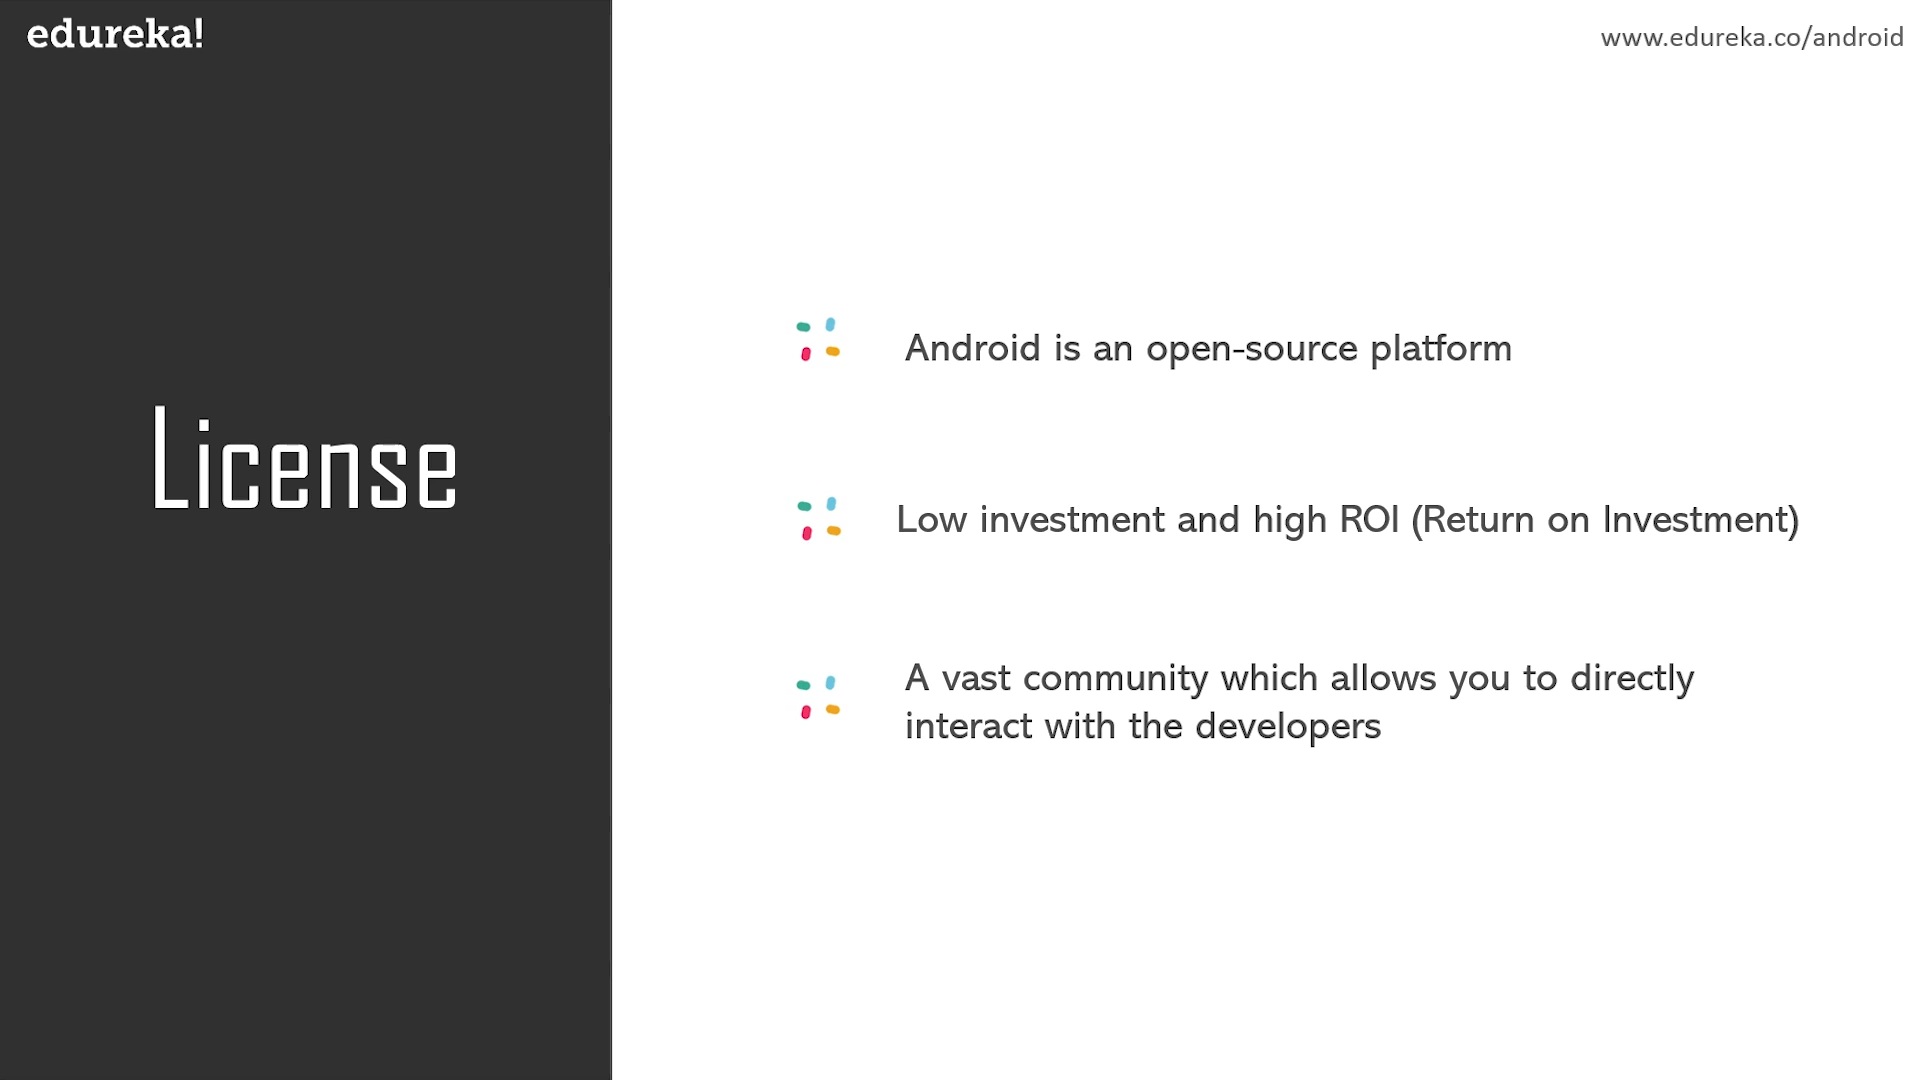 edureka!
www.edureka.co/android
License
Android is an open-source platform
Low investment and high ROI (Return on Investment)
A vast community which allows you to directly
interact with the developers